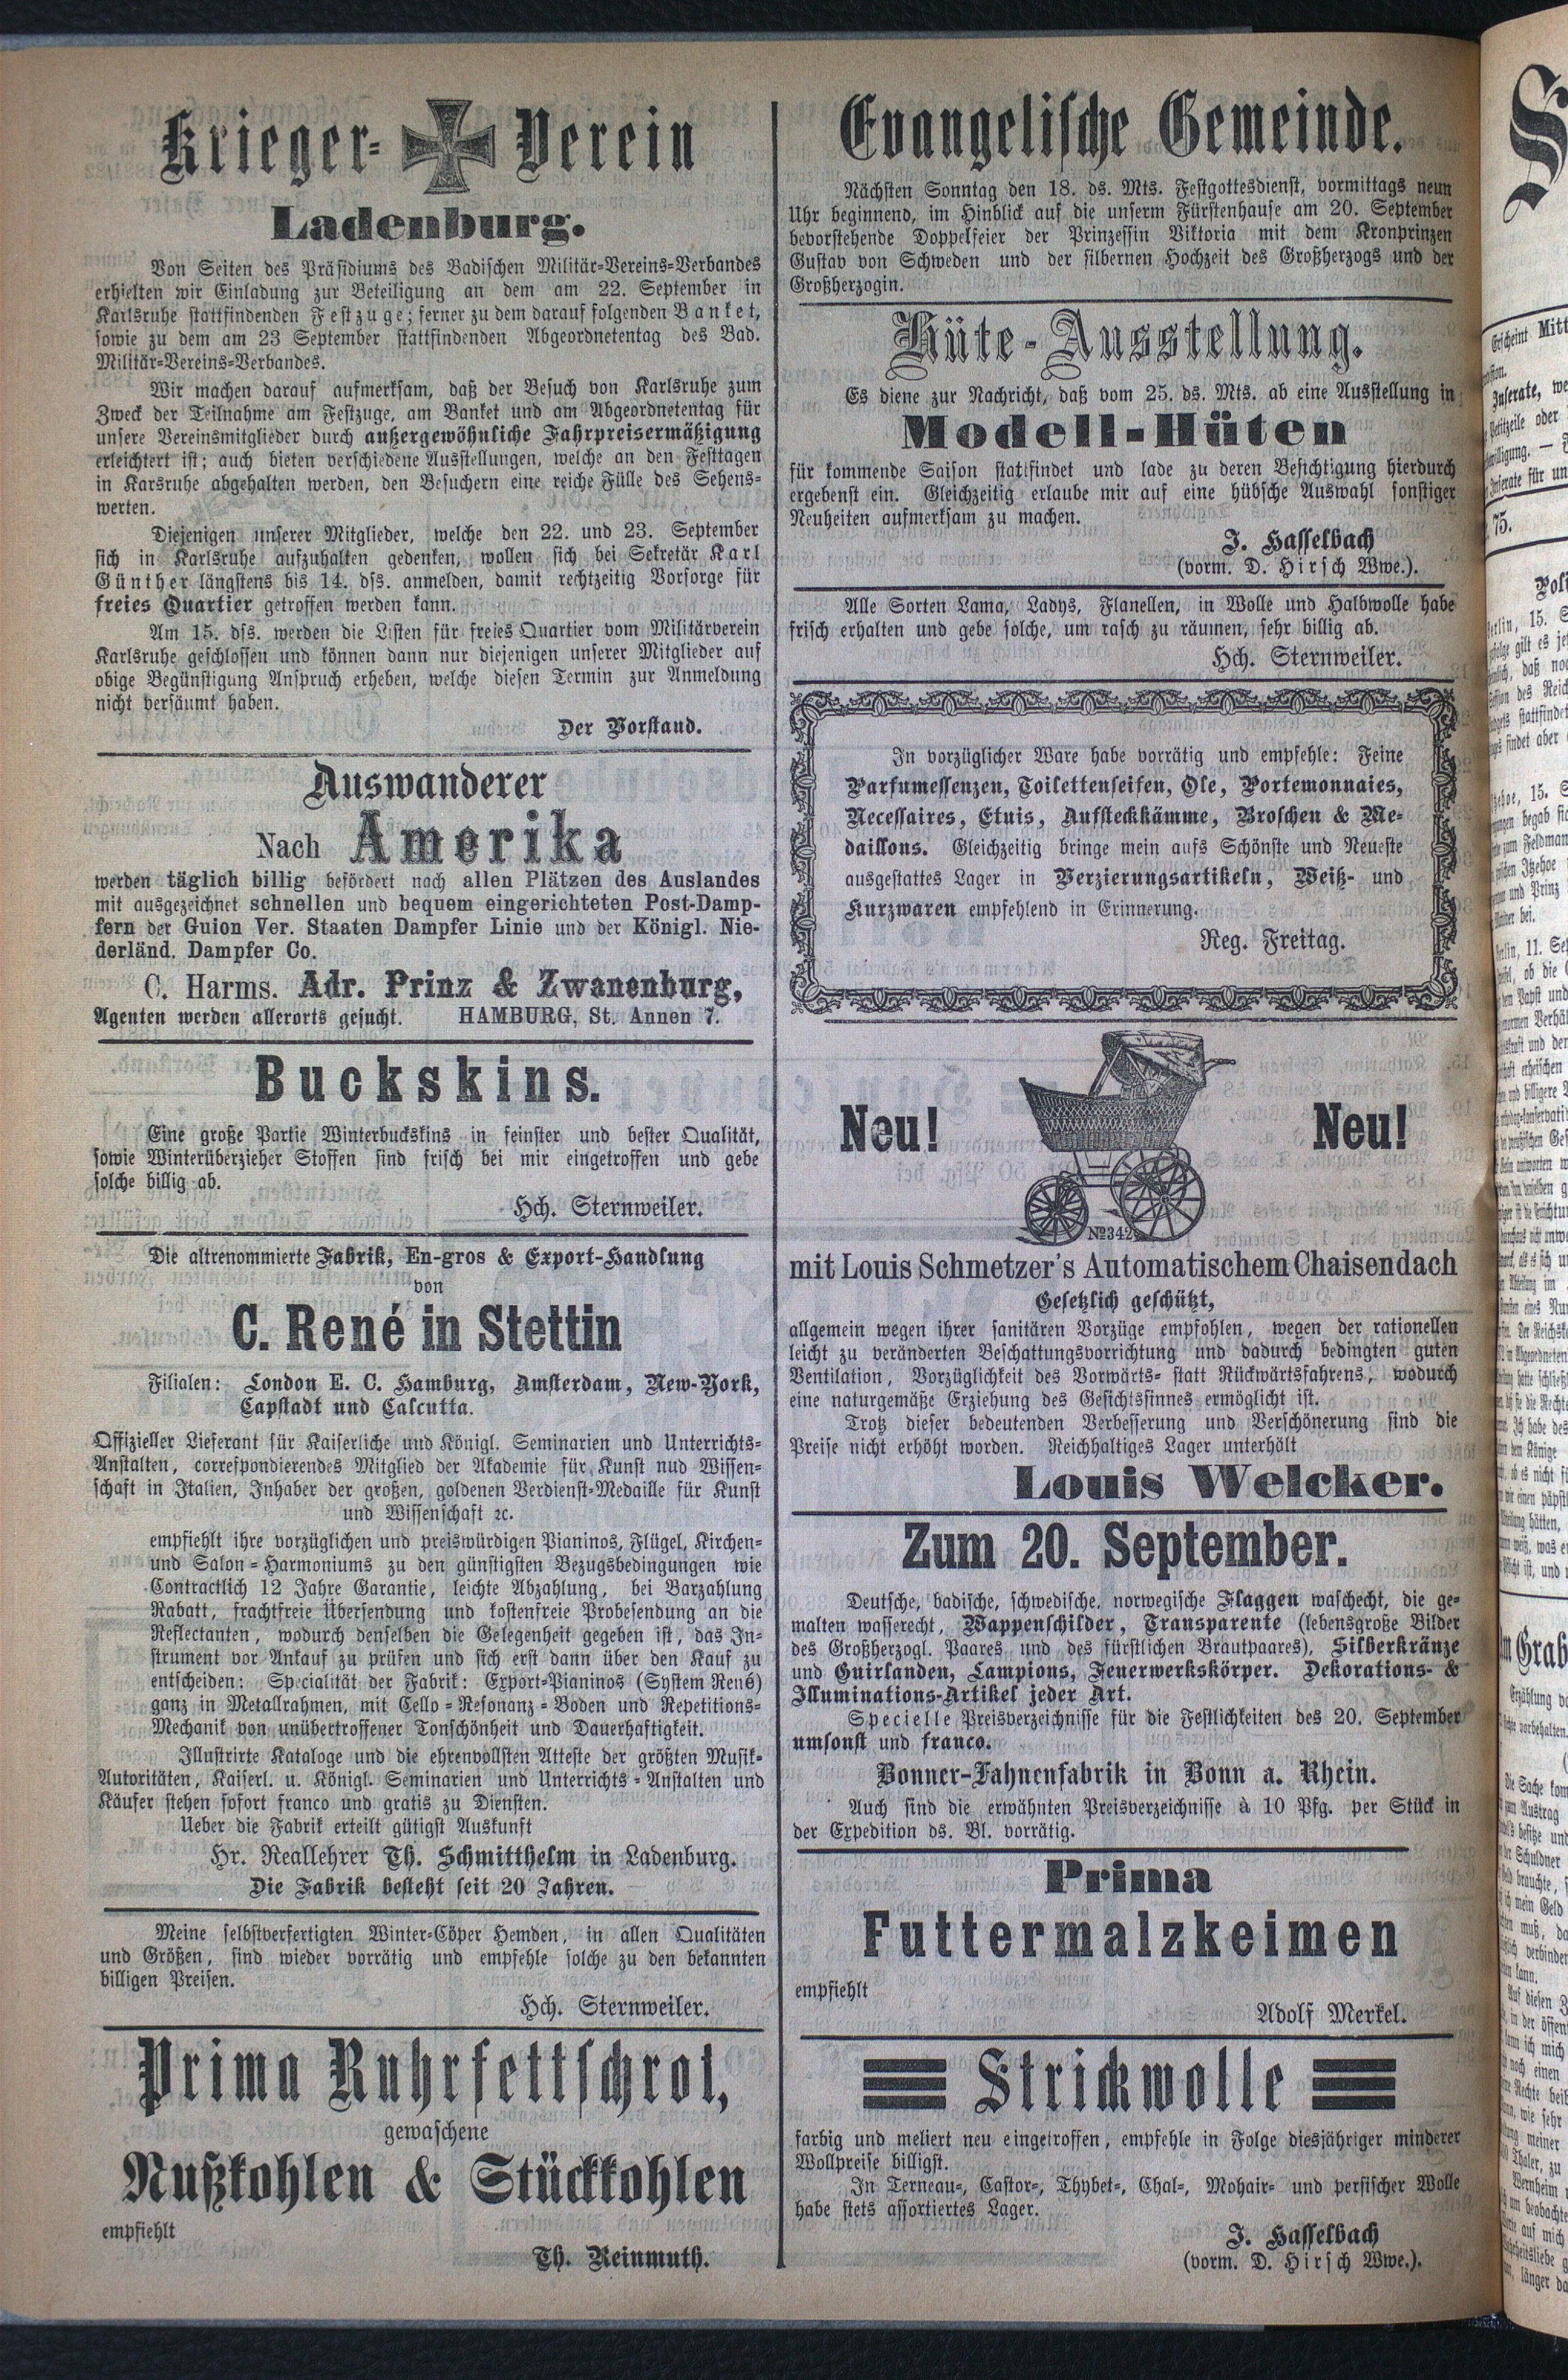 Krieger- Verein
Ladenburg.
Von Seiten des Präsidiums des Badischen Militär-Vereins-Verbandes
erhielten wir Einladung zur Beteiligung an dem am 22. September in
Karlsruhe stattfindenden Festzuge; ferner zu dem darauf folgenden Banket,
sowie zu dem am 23 September stattfindenden Abgeordnetentag des Bad.
Militär-Vereins-Verbandes.
Wir machen darauf aufmerksam, daß der Besuch von Karlsruhe zum
Zweck der Teilnahme am Festzuge, am Banket und am Abgeordnetentag für
unsere Vereinsmitglieder durch außergewöhnliche Fahrpreisermäßigung
erleichtert ist; auch bieten verschiedene Ausstellungen, welche an den Festtagen
in Karsruhe abgehalten werden, den Besuchern eine reiche Fülle des Sehens-
werten.
Diejenigen unserer Mitglieder, welche den 22. und 23. September
sich in Karlsruhe aufzuhalten gedenken, wollen sich bei Sekretär Karl
Günther längstens bis 14. dss. anmelden, damit rechtzeitig Vorsorge für
freies Quartier getroffen werden kann.
Am 15. dss. werden die Listen für freies Quartier vom Militärverein
Karlsruhe geschlossen und können dann nur diejenigen unserer Mitglieder auf
obige Begünstigung Anspruch erheben, welche diesen Termin zur Anmeldung
nicht versäumt haben.
Der Vorstand.
Auswanderer
Nach Amerika
werden täglich billig befördert nach allen Plätzen des Auslandes
mit ausgezeichnet schnellen und bequem eingerichteten Post-Damp-
fern der Guion Ver. Staaten Dampfer Linie und der Königl. Nie-
derländ. Dampfer Co.
C. Harms. Adr. Prinz & Zwanenburg,
Agenten werden allerorts gesucht. HAMBURG, St. Annen 7.
Buckskins.
Eine große Partie Winterbuckskins in feinster und bester Qualität,
sowie Winterüberzieher Stoffen sind frisch bei mir eingetroffen und gebe
solche billig ab.
Hch. Sternweiler.
Die altrenommierte Fabrik, En-gros & Export-Handlung
von
C. René in Stettin
Filialen: London E. C. Hamburg, Amsterdam, New-York,
Capstadt und Calcutta.
Offizieller Lieferant für Kaiserliche und Königl. Seminarien und Unterrichts-
Anstalten, correspondierendes Mitglied der Akademie für Kunst nud Wissen-
schaft in Italien, Inhaber der großen, goldenen Verdienst-Medaille für Kunst
und Wissenschaft ꝛc.
empfiehlt ihre vorzüglichen und preiswürdigen Pianinos, Flügel, Kirchen-
und Salon-Harmoniums zu den günstigsten Bezugsbedingungen wie
Contractlich 12 Jahre Garantie, leichte Abzahlung, bei Barzahlung
Rabatt, frachtfreie Übersendung und kostenfreie Probesendung an die
Reflectanten, wodurch denselben die Gelegenheit gegeben ist, das In-
strument vor Ankauf zu prüfen und sich erst dann über den Kauf zu
entscheiden: Specialität der Fabrik: Export-Pianinos (System René)
ganz in Metallrahmen, mit Cello-Resonanz-Boden und Repetitions-
Mechanik von unübertroffener Tonschönheit und Dauerhaftigkeit.
Illustrirte Kataloge und die ehrenvollsten Atteste der größten Musik-
Autoritäten, Kaiserl. u. Königl. Seminarien und Unterrichts-Anstalten und
Käufer stehen sofort franco und gratis zu Diensten.
Ueber die Fabrik erteilt gütigst Auskunft
Hr. Reallehrer Th. Schmitthelm in Ladenburg.
Die Fabrik besteht seit 20 Jahren.
Meine selbstverfertigten Winter-Cöper Hemden, in allen Qualitäten
und Größen, sind wieder vorrätig und empfehle solche zu den bekannten
billigen Preisen.
Hch. Sternweiler.
Prima Ruhrfettschrot,
gewaschene
Nußkohlen & Stückkohlen
empfiehlt
Th. Reinmuth.
Evangelische Gemeinde.
Nächsten Sonntag den 18. ds. Mts. Festgottesdienst, vormittags neun
Uhr beginnend, im Hinblick auf die unserm Fürstenhause am 20. September
bevorstehende Doppelfeier der Prinzessin Viktoria mit dem Kronprinzen
Gustav von Schweden und der silbernen Hochzeit des Großherzogs und der
Großherzogin.
Hüte-Ausstellung.
Es diene zur Nachricht, daß vom 25. ds. Mts. ab eine Ausstellung in
Modell-Hüten
für kommende Saison stattfindet und lade zu deren Besichtigung hierdurch
ergebenst ein. Gleichzeitig erlaube mir auf eine hübsche Auswahl sonstiger
Neuheiten aufmerksam zu machen.
J. Hasselbach
(vorm. D. Hirsch Wwe.).
Alle Sorten Lama, Ladys, Flanellen, in Wolle und Halbwolle habe
frisch erhalten und gebe solche, um rasch zu räumen, sehr billig ab.
Hch. Sternweiler.
In vorzüglicher Ware habe vorrätig und empfehle: Feine
Parfumessenzen, Toilettenseifen, Öle, Portemonnaies,
Necessaires, Etuis, Aufsteckkämme, Broschen & Me-
daillons. Gleichzeitig bringe mein aufs Schönste und Neueste
ausgestattes Lager in Verzierungsartikeln, Weiß- und
Kurzwaren empfehlend in Erinnerung.
Reg. Freitag.
Neu! Neu!
No 342
mit Louis Schmetzer's Automatischem Chaisendach
Gesetzlich geschützt,
allgemein wegen ihrer sanitären Vorzüge empfohlen, wegen der rationellen
leicht zu veränderten Beschattungsvorrichtung und dadurch bedingten guten
Ventilation, Vorzüglichkeit des Vorwärts- statt Rückwärtsfahrens, wodurch
eine naturgemäße Erziehung des Gesichtssinnes ermöglicht ist.
Trotz dieser bedeutenden Verbesserung und Verschönerung sind die
Preise nicht erhöht worden. Reichhaltiges Lager unterhölt
Louis Welcker.
Zum 20. September.
Deutsche, badische, schwedische, norwegische Flaggen waschecht, die ge-
malten wasserecht, Wappenschilder, Transparente (lebensgroße Bilder
des Großherzogl. Paares und des fürstlichen Brautpaares), Silberkränze
und Guirlanden, Lampions, Feuerwerkskörper. Dekorations- &
Illuminations-Artikel jeder Art.
Specielle Preisverzeichnisse für die Festlichkeiten des 20. September
umsonst und franco.
Bonner-Fahnenfabrik in Bonn a. Rhein.
Auch sind die erwähnten Preisverzeichnisse à 10 Pfg. per Stück in
der Expedition ds. Bl. vorrätig.
Prima
Futtermalzkeimen
empfiehlt
Adolf Merkel.
Strickwolle
farbig und meliert neu eingetroffen, empfehle in Folge diesjähriger minderer
Wollpreise billigst.
In Terneau-, Castor-, Thybet-, Chal-, Mohair- und persischer Wolle
habe stets assortiertes Lager.
J. Hasselbach
(vorm. D. Hirsch Wwe.).